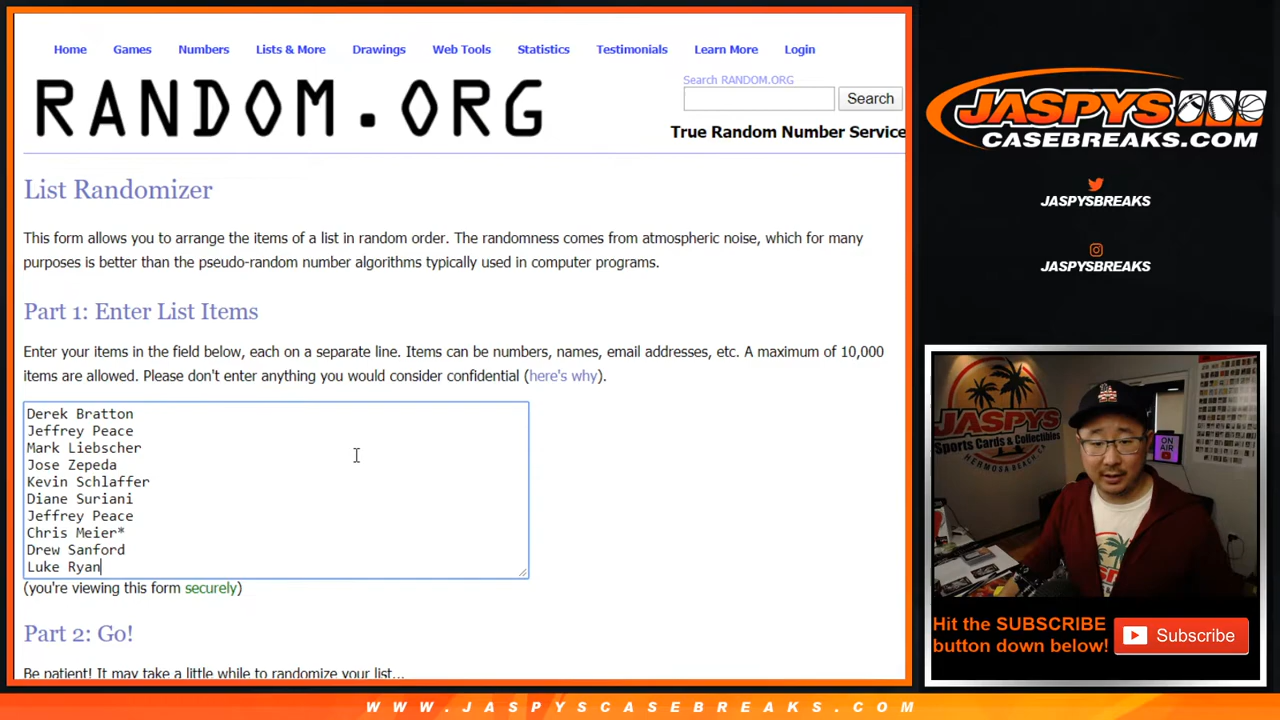 Home Games Numbers Lists & More Drawings Web Tools Statistics Testimonials Learn More Login
RANDOM.ORG
Search RANDOM.ORG
Search
True Random Number Service
List Randomizer
This form allows you to arrange the items of a list in random order. The randomness comes from atmospheric noise, which for many
purposes is better than the pseudo-random number algorithms typically used in computer programs.
Part 1: Enter List Items
Enter your items in the field below, each on a separate line. Items can be numbers, names, email addresses, etc. A maximum of 10,000
items are allowed. Please don't enter anything you would consider confidential (here's why).
Derek Bratton
Jeffrey Peace
Mark Liebscher
Jose Zepeda
Kevin Schlaffer
Diane Suriani
Jeffrey Peace
Chris Meier*
Drew Sanford
Luke Ryan
(you're viewing this form securely)
Part 2: Go!
Be patient! It may take a little while to randomize your list...
JASPYS
CASEBREAKS.COM
JASPYSBREAKS
JASPYSBREAKS
JASPYS
Sports Cards & Collectibles
HERMOSA BEACH, CA
ON
AIR
Hit the SUBSCRIBE
button down below!
Subscribe
WWW.JASPYSCASEBREAKS.COM